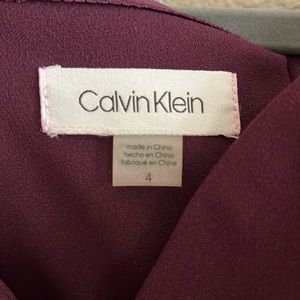 Calvin Klein
made in China
hecho en China
fabriqué en Chine
4